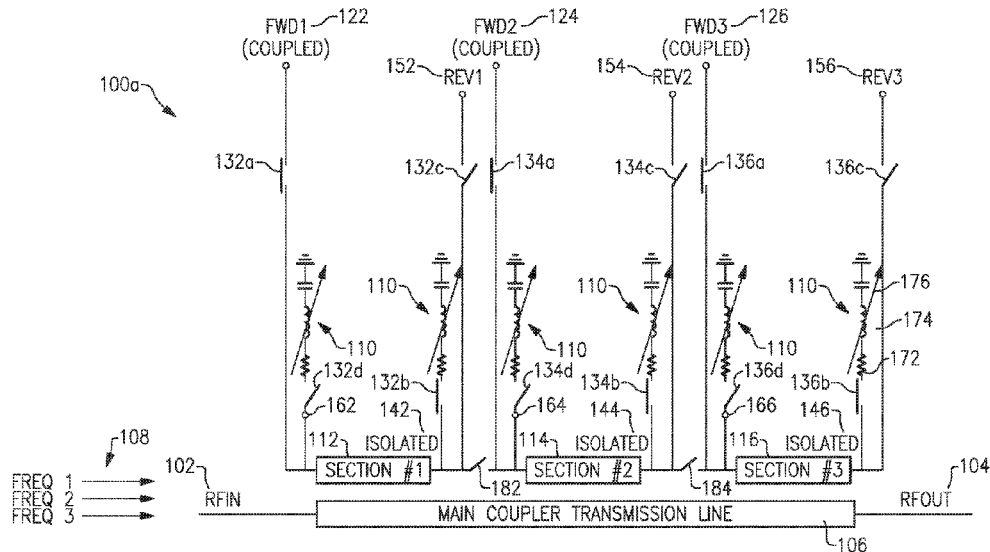 FWD1 122 FWD2 124 FWD3 126
(COUPLED) (COUPLED) (COUPLED)
152 REV1 154 REV2 156 REV3
100a
132a 132c 134a 134c 136a 136c
110 110 110 176
174
110 110 110 172
132d 132b 134d 134b 136d 136b
162 142 164 144 166 146
108 112 ISOLATED 114 ISOLATED 116 ISOLATED
102 SECTION #1 SECTION #2 SECTION #3 104
FREQ 1 182 184
FREQ 2 RFIN RFOUT
FREQ 3 MAIN COUPLER TRANSMISSION LINE
106